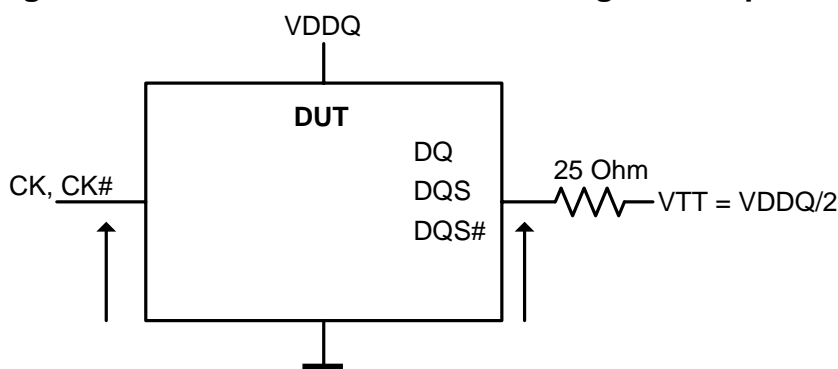 VDDQ
DUT
DQ
25 Ohm
CK, CK#
DQS
VTT = VDDQ/2
DQS#